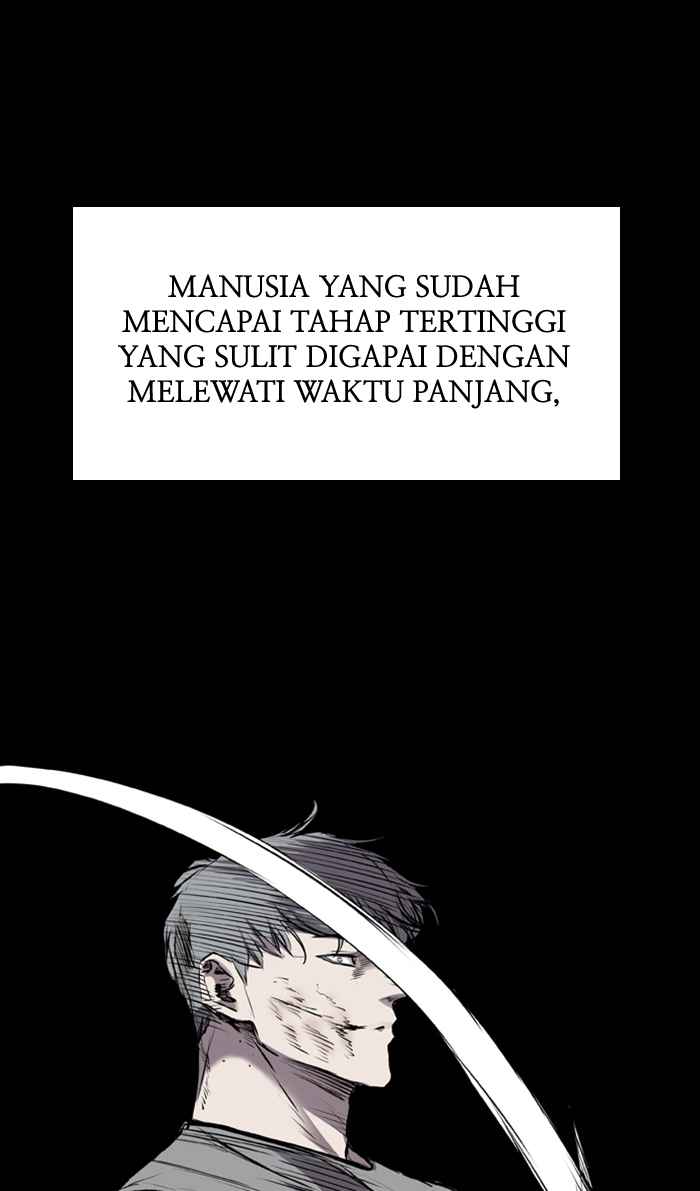 MANUSIA YANG SUDAH
MENCAPAI TAHAP TERTINGGI
YANG SULIT DIGAPAI DENGAN
MELEWATI WAKTU PANJANG,